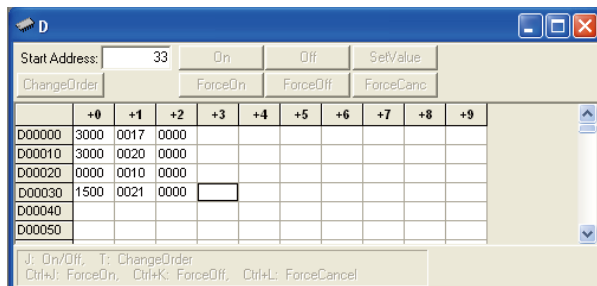 D
Start Address: 33 On Off SetValue
ChangeOrder ForceOn ForceOff ForceCanc
+0 +1 +2 +3 +4 +5 +6 +7 +8 +9
D00000 3000 0017 0000
D00010 3000 0020 0000
D00020 0000 0010 0000
D00030 1500 0021 0000
D00040
D00050
J: On/Off, T: ChangeOrder
Ctrl+J: ForceOn, Ctrl+K: ForceOff, Ctrl+L: ForceCancel